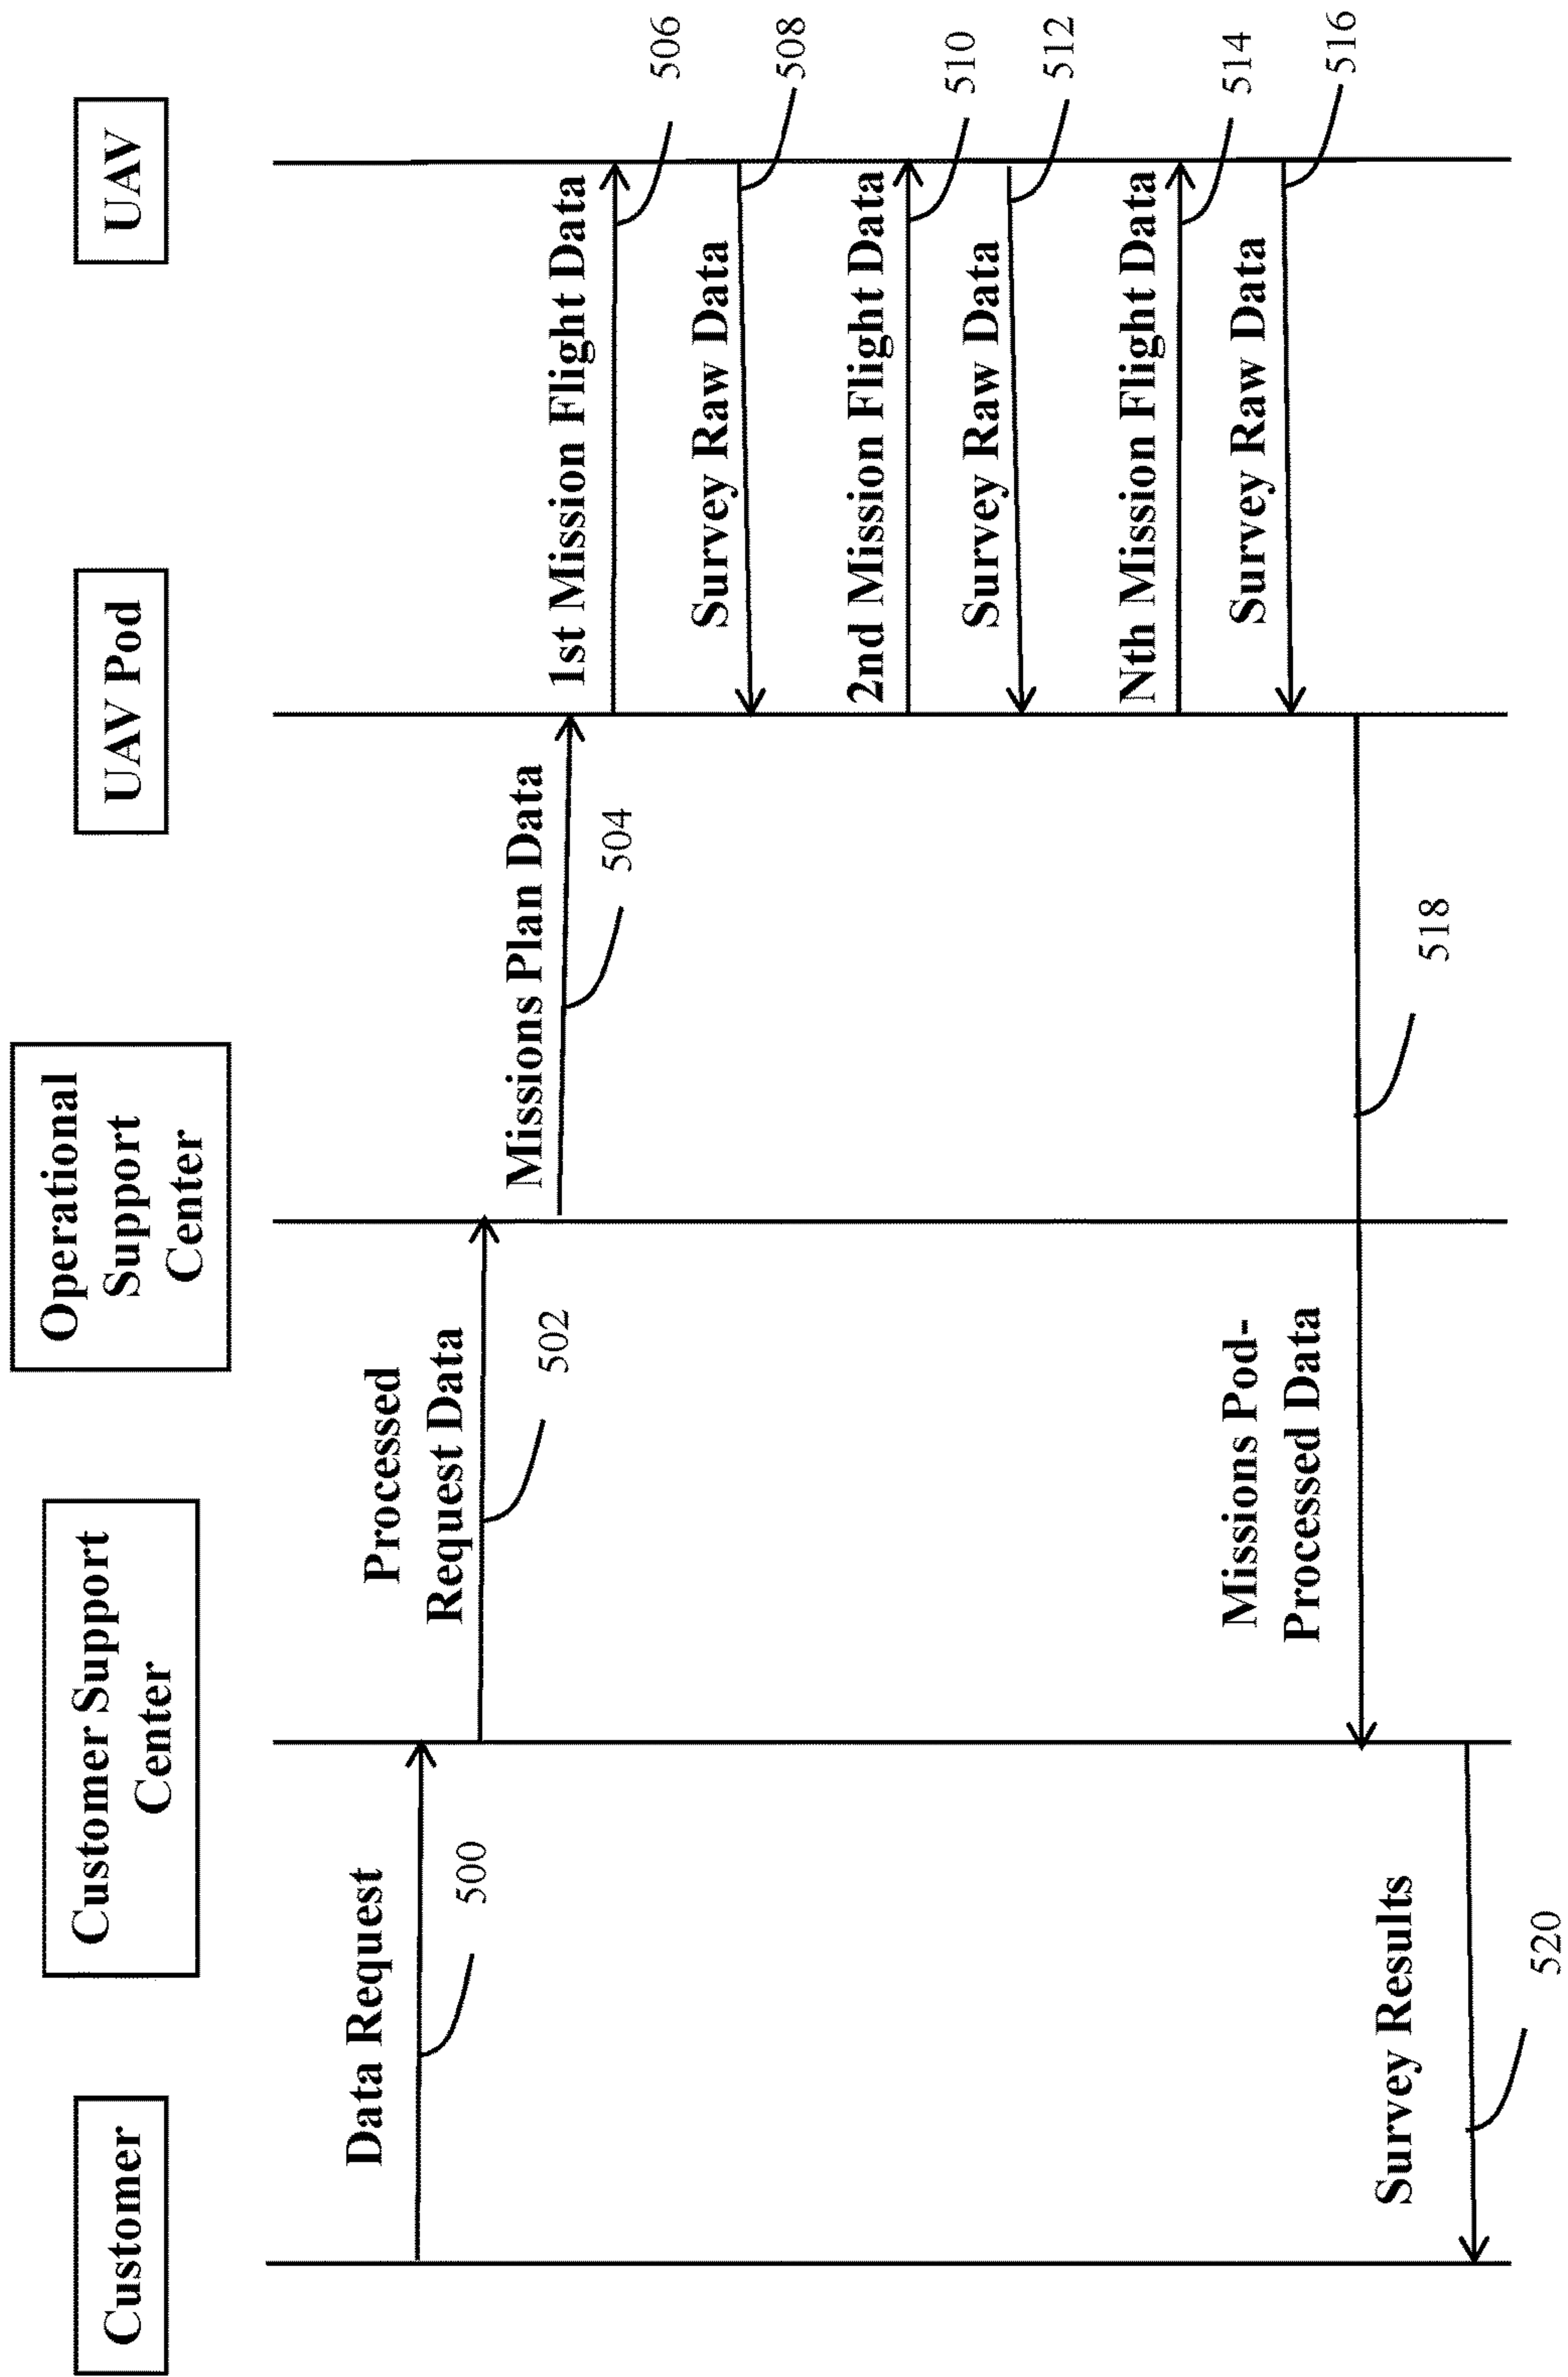 Customer
Customer Support
Center
Operational
Support
Center
UAV Pod
UAV
Data Request
500
Processed
Request Data
502
Missions Plan Data
504
1st Mission Flight Data
506
Survey Raw Data
508
2nd Mission Flight Data
510
Survey Raw Data
512
Nth Mission Flight Data
514
Survey Raw Data
516
Missions Pod-
Processed Data
518
Survey Results
520